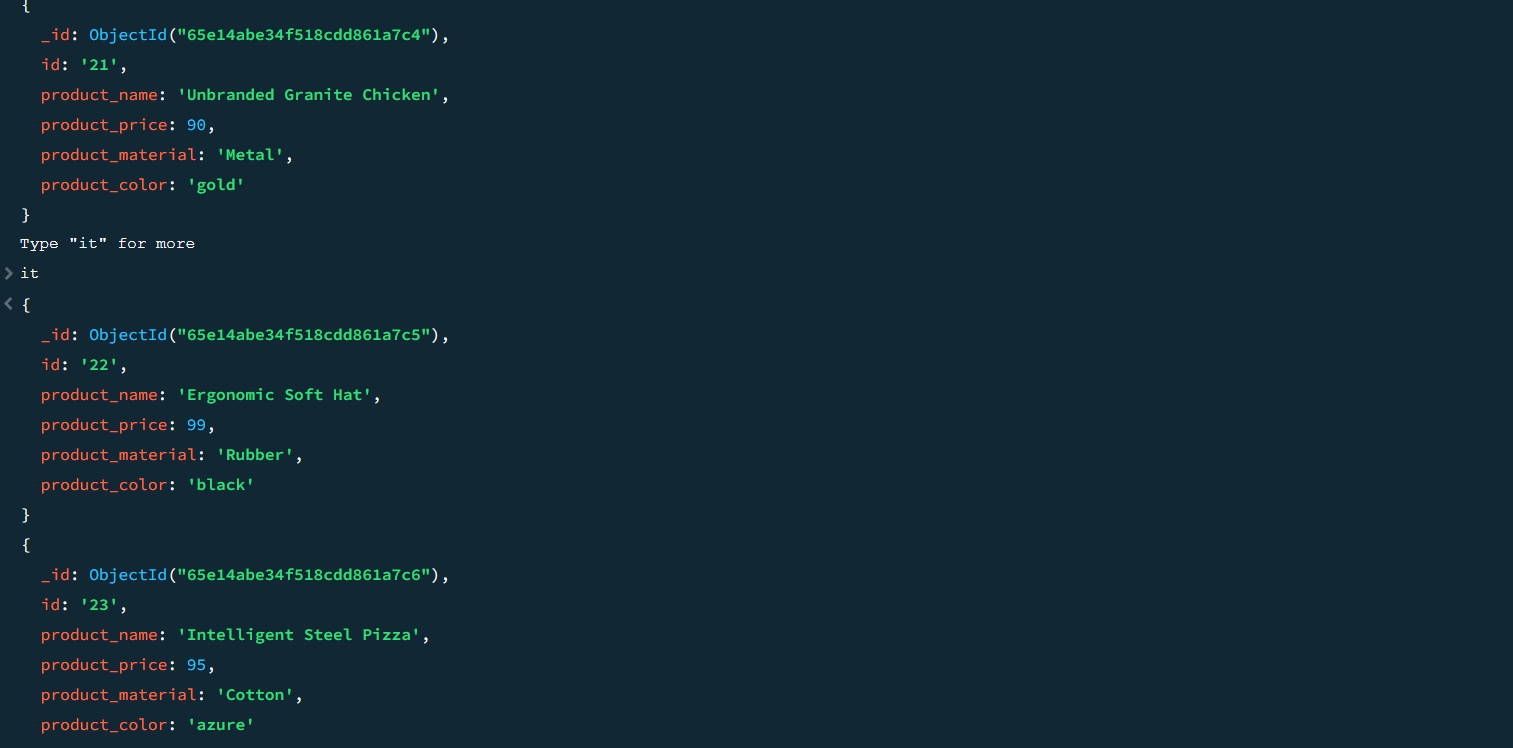 {
_id: ObjectId("65e14abe34f518cdd861a7c4"),
id: '21',
product_name: 'Unbranded Granite Chicken',
product_price: 90,
product_material: 'Metal',
product_color: 'gold'
}
Type "it" for more
> it
< {
_id: ObjectId("65e14abe34f518cdd861a7c5"),
id: '22',
product_name: 'Ergonomic Soft Hat',
product_price: 99,
product_material: 'Rubber',
product_color: 'black'
}
{
_id: ObjectId("65e14abe34f518cdd861a7c6"),
id: '23',
product_name: 'Intelligent Steel Pizza',
product_price: 95,
product_material: 'Cotton',
product_color: 'azure'